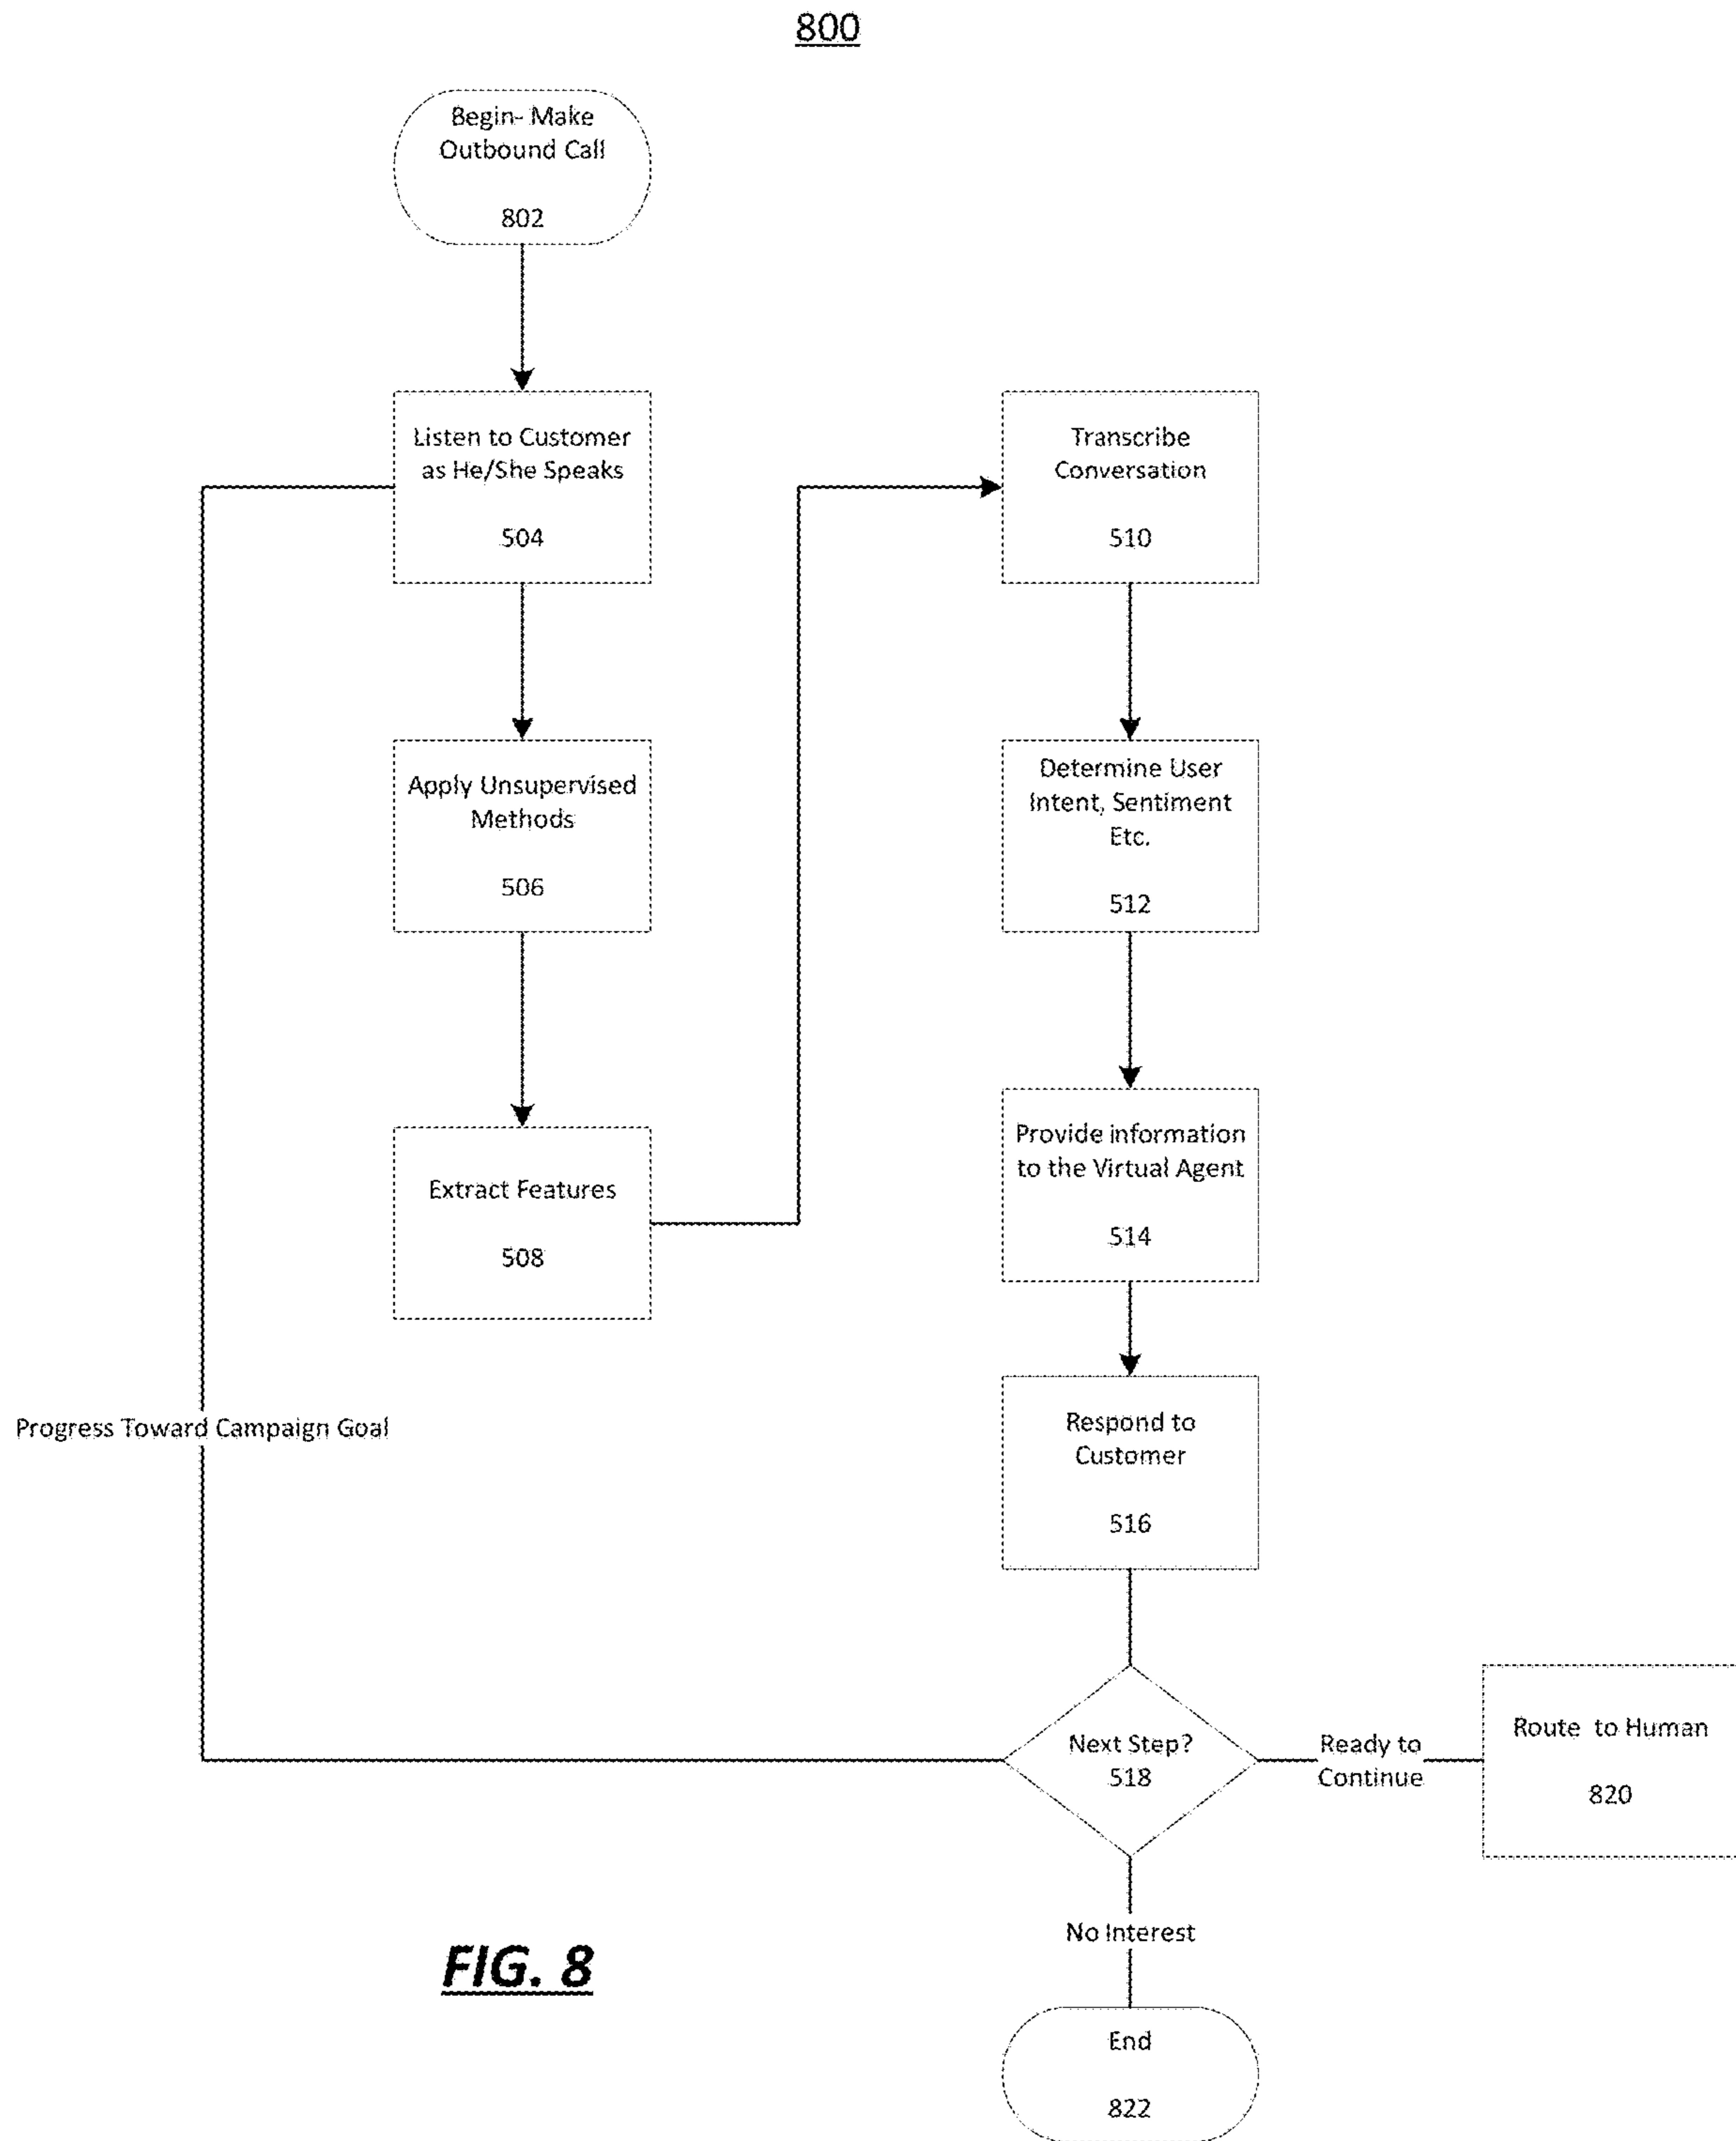 800
Begin- Make
Outbound Call
802
Listen to Customer
as He/She Speaks
504
Apply Unsupervised
Methods
506
Extract Features
508
Transcribe
Conversation
510
Determine User
Intent, Sentiment
Etc.
512
Provide information
to the Virtual Agent
514
Respond to
Customer
516
Next Step?
518
Progress Toward Campaign Goal
Ready to
Continue
Route to Human
820
No Interest
End
822
FIG. 8